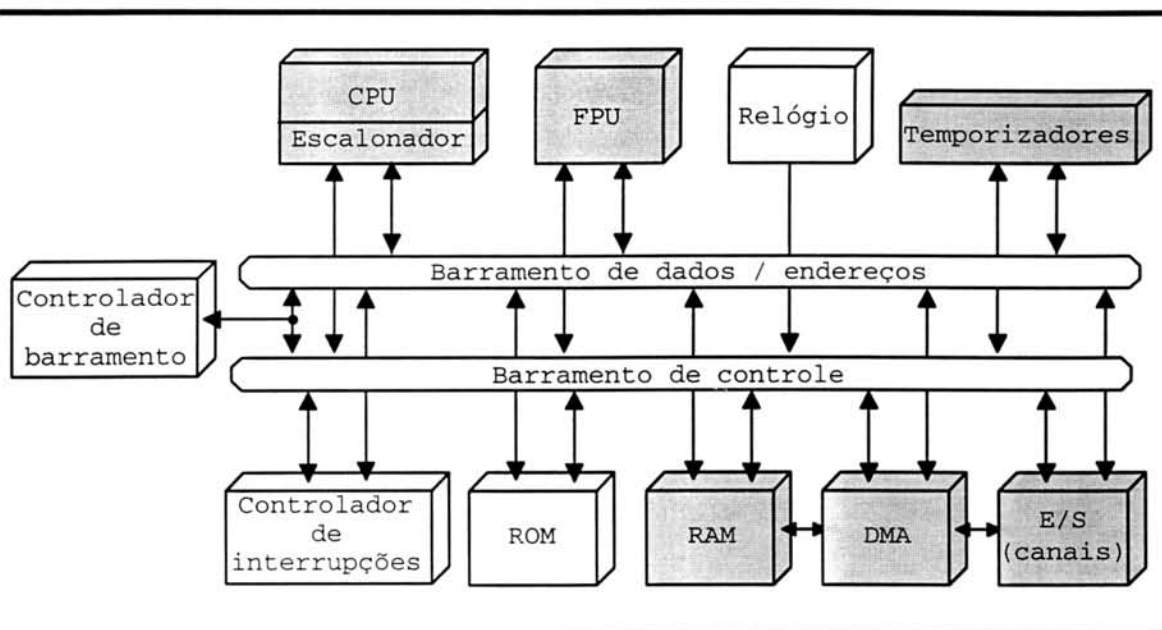 CPU
Escalonador
FPU
Relógio
Temporizadores
Barramento de dados / endereços
Controlador
de
barramento
Barramento de controle
Controlador
de
interrupções
ROM
RAM
DMA
E/S
(canais)